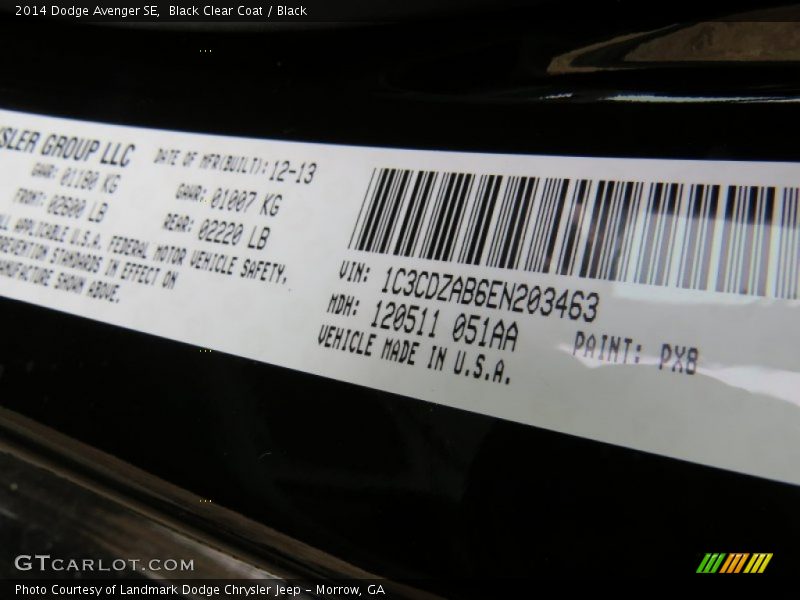 2014 Dodge Avenger SE,  Black Clear Coat / Black
SLER GROUP LLC
DATE OF MFR(BUILT): 12-13
GAWR: 01180 KG
GAWR: 01007 KG
FRONT: 02600 LB
REAR: 02220 LB
ALL APPLICABLE U.S.A. FEDERAL MOTOR VEHICLE SAFETY,
PREVENTION STANDARDS IN EFFECT ON
MANUFACTURE SHOWN ABOVE.
VIN: 1C3CDZAB6EN203463
MDH: 120511 051AA
PAINT: PX8
VEHICLE MADE IN U.S.A.
GTCARLOT.COM
Photo Courtesy of Landmark Dodge Chrysler Jeep - Morrow, GA